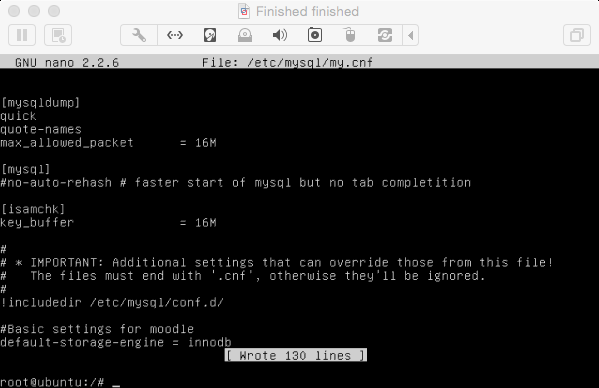 Finished finished
GNU nano 2.2.6 File: /etc/mysql/my.cnf
[mysqldump]
quick
quote-names
max_allowed_packet = 16M
[mysql]
#no-auto-rehash # faster start of mysql but no tab completition
[isamchk]
key_buffer = 16M
#
# * IMPORTANT: Additional settings that can override those from this file!
# The files must end with '.cnf', otherwise they'll be ignored.
#
!includedir /etc/mysql/conf.d/
#Basic settings for moodle
default-storage-engine = innodb
[ Wrote 130 lines ]
root@ubuntu:/# _